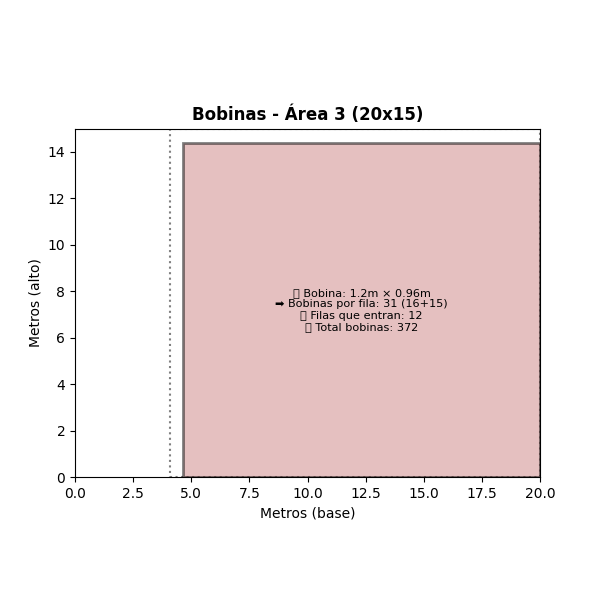 Bobinas - Área 3 (20x15)
14
12
10
8
6
4
2
0
Metros (alto)
▯ Bobina: 1.2m × 0.96m
➡ Bobinas por fila: 31 (16+15)
▯ Filas que entran: 12
▯ Total bobinas: 372
0.0 2.5 5.0 7.5 10.0 12.5 15.0 17.5 20.0
Metros (base)